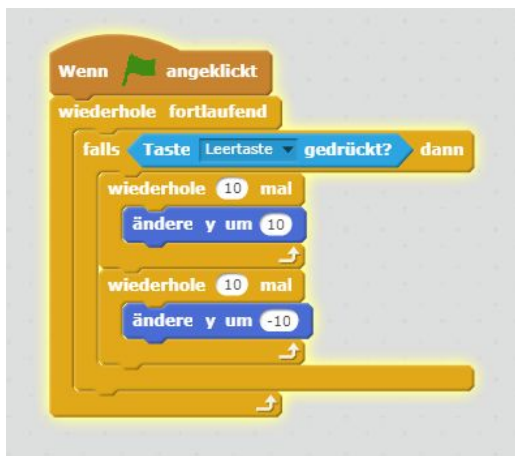 Wenn angeklickt
wiederhole fortlaufend
falls Taste Leertaste gedrückt? dann
wiederhole 10 mal
ändere y um 10
wiederhole 10 mal
ändere y um -10